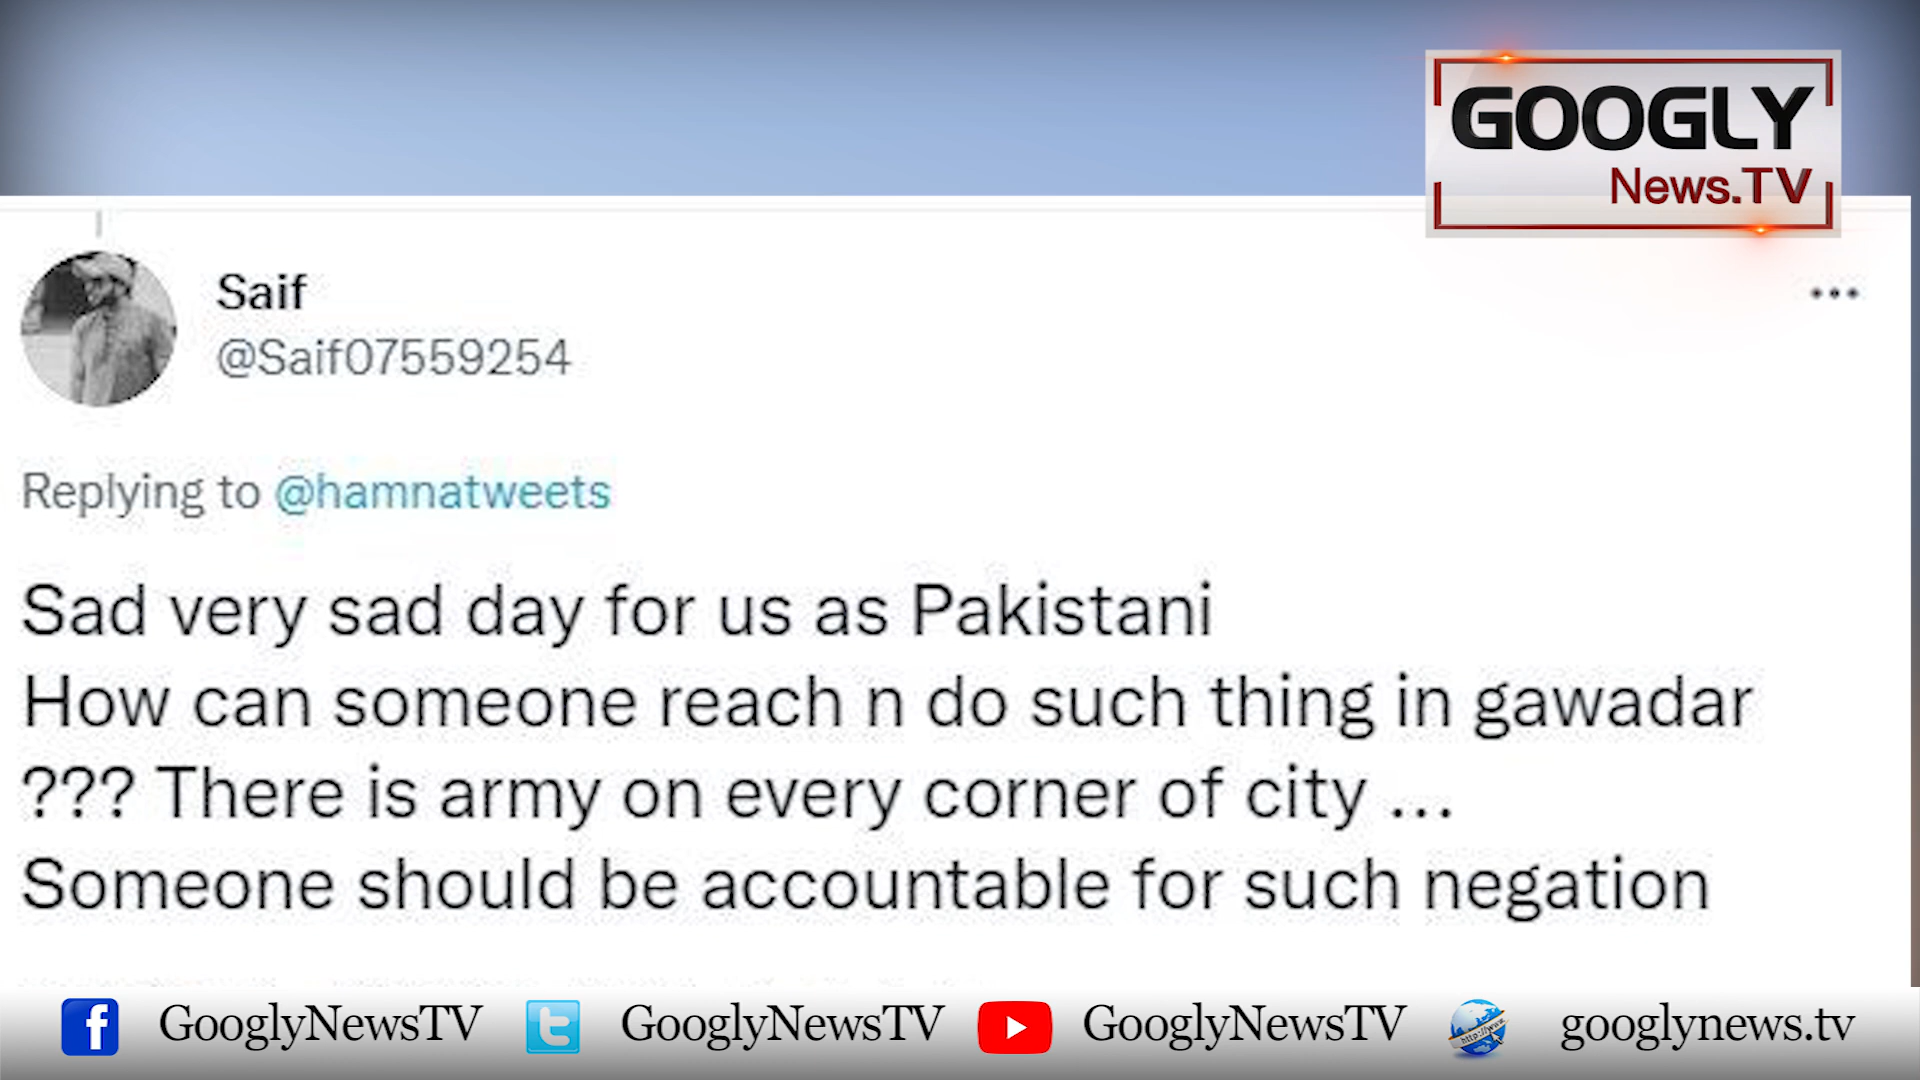 GOOGLY
News.TV
Saif
@Saif07559254
Replying to @hamnatweets
Sad very sad day for us as Pakistani
How can someone reach n do such thing in gawadar
??? There is army on every corner of city ...
Someone should be accountable for such negation
GooglyNewsTV GooglyNewsTV GooglyNewsTV http://www. googlynews.tv